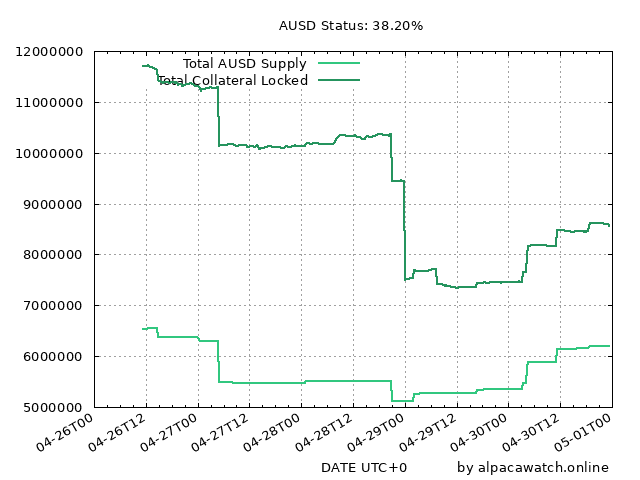 AUSD Status: 38.20%
Total AUSD Supply
Total Collateral Locked
12000000
11000000
10000000
9000000
8000000
7000000
6000000
5000000
04-26T00
04-26T12
04-27T00
04-27T12
04-28T00
04-28T12
04-29T00
04-29T12
04-30T00
04-30T12
05-01T00
DATE UTC+0
by alpacawatch.online